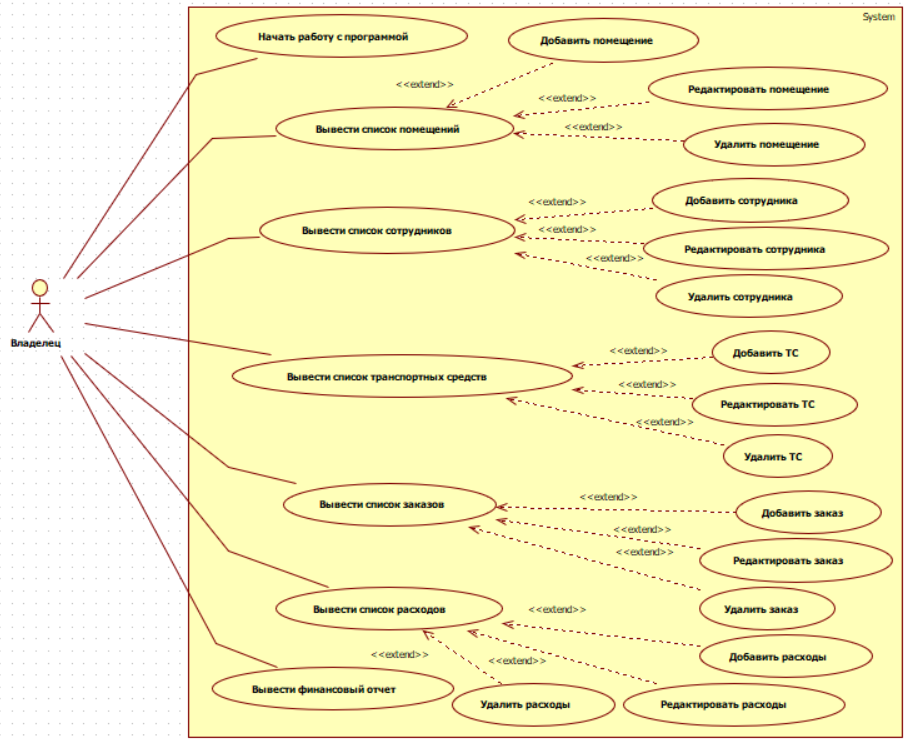 System
Начать работу с программой
Добавить помещение
<<extend>>
Редактировать помещение
<<extend>>
Вывести список помещений
<<extend>>
Удалить помещение
Добавить сотрудника
<<extend>>
Вывести список сотрудников
<<extend>>
Редактировать сотрудника
<<extend>>
Удалить сотрудника
Владелец
<<extend>>
Добавить ТС
Вывести список транспортных средств
<<extend>>
Редактировать ТС
<<extend>>
Удалить ТС
<<extend>>
Вывести список заказов
Добавить заказ
<<extend>>
<<extend>>
Редактировать заказ
Вывести список расходов
<<extend>>
Удалить заказ
<<extend>>
<<extend>>
Добавить расходы
Вывести финансовый отчет
Удалить расходы
Редактировать расходы